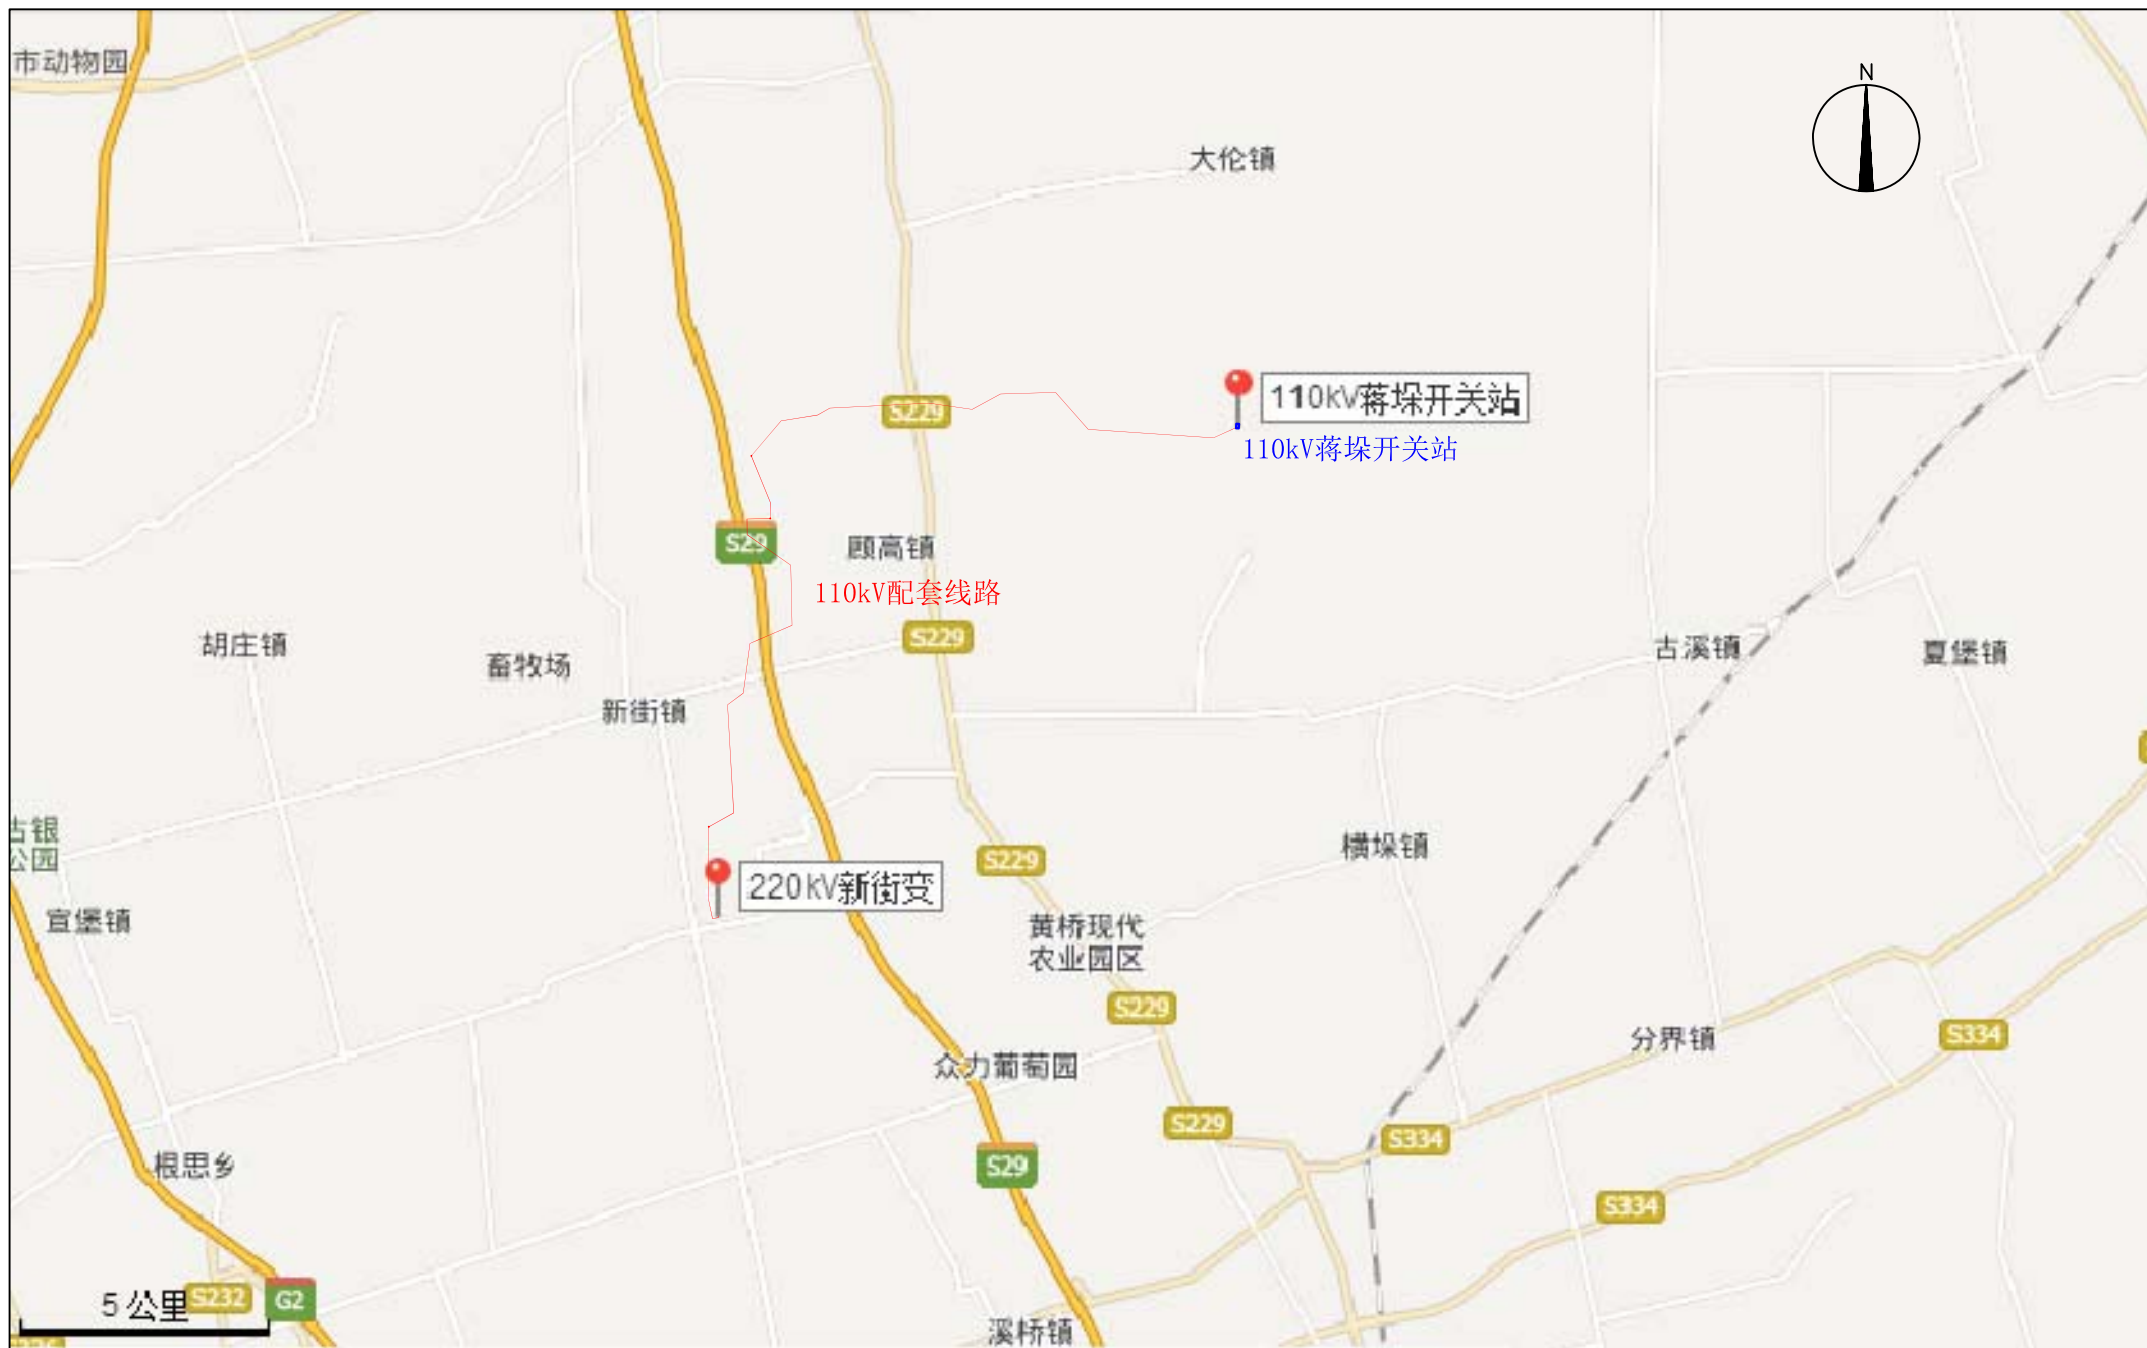 市动物园
N
大伦镇
110kV蒋垛开关站
S229
110kV蒋垛开关站
S29
顾高镇
110kV配套线路
S229
胡庄镇
畜牧场
古溪镇
夏堡镇
新街镇
古银
公园
S229
横垛镇
220kV新街变
宣堡镇
黄桥现代
农业园区
S229
分界镇
S334
众力葡萄园
S229
S334
根思乡
S29
S334
5公里
S232
G2
溪桥镇